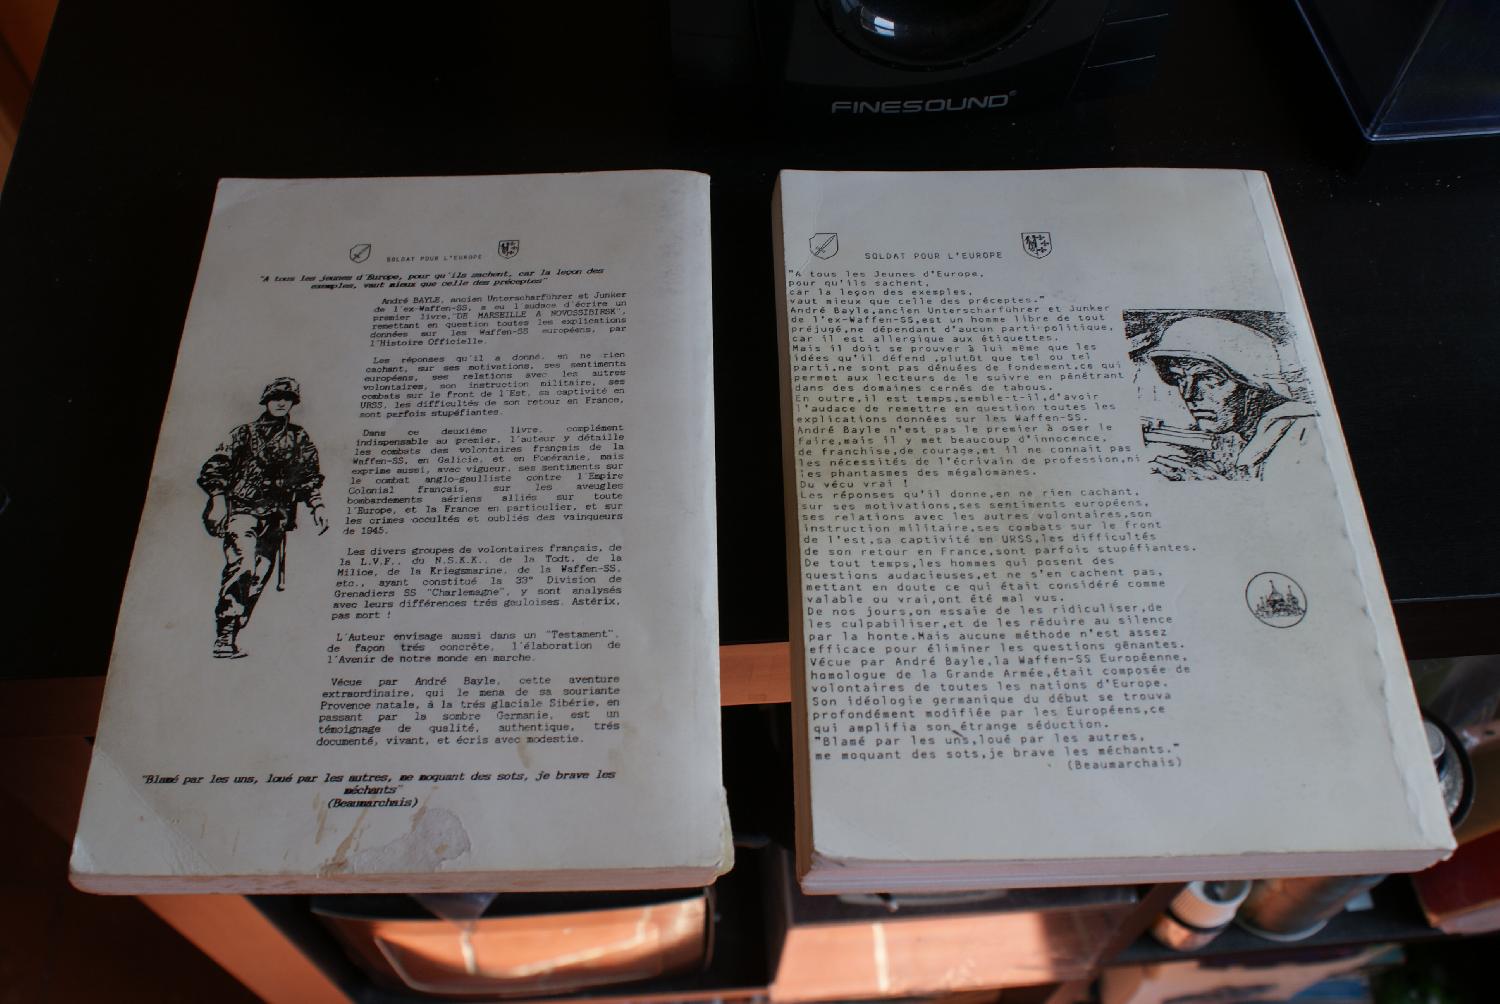 FINESOUND®
SOLDAT POUR L'EUROPE
"A tous les jeunes d'Europe, pour qu'ils sachent, car la leçon des
exemples, vaut mieux que celle des préceptes"
André BAYLE, ancien Unterscharführer et Junker
de l'ex-Waffen-SS, a eu l'audace d'écrire un
premier livre,"DE MARSEILLE A NOVOSSIBIRSK",
remettant en question toutes les explications
données sur les Waffen-SS européens, par
l'Histoire Officielle.
Les réponses qu'il a donné, en ne rien
cachant, sur ses motivations, ses sentiments
européens, ses relations avec les autres
volontaires, son instruction militaire, ses
combats sur le front de l'Est, sa captivité en
URSS, les difficultés de son retour en France,
sont parfois stupéfiantes.
Dans ce deuxième livre, complément
indispensable au premier, l'auteur y détaille
les combats des volontaires français de la
Waffen-SS, en Galicie, et en Poméranie, mais
exprime aussi, avec vigueur, ses sentiments sur
le combat anglo-gaulliste contre l'Empire
Colonial français, sur les aveugles
bombardements aériens alliés sur toute
l'Europe, et la France en particulier, et sur
les crimes occultés et oubliés des vainqueurs
de 1945.
Les divers groupes de volontaires français, de
la L.V.F., du N.S.K.K., de la Todt, de la
Milice, de la Kriegsmarine, de la Waffen-SS,
etc., ayant constitué la 33° Division de
Grenadiers SS "Charlemagne", y sont analysés
avec leurs différences trés gauloises. Astérix,
pas mort !
L'Auteur envisage aussi dans un "Testament",
de façon trés concrète, l'élaboration de
l'Avenir de notre monde en marche.
Vécue par André Bayle, cette aventure
extraordinaire, qui le mena de sa souriante
Provence natale, à la trés glaciale Sibérie, en
passant par la sombre Germanie, est un
témoignage de qualité, authentique, trés
documenté, vivant, et écris avec modestie.
"Blamé par les uns, loué par les autres, me moquant des sots, je brave les
méchants"
(Beaumarchais)
SOLDAT POUR L'EUROPE
"A tous les Jeunes d'Europe,
pour qu'ils sachent,
car la leçon des exemples,
vaut mieux que celle des préceptes."
André Bayle,ancien Unterscharführer et Junker
de l'ex-Waffen-SS,est un homme libre de tout
préjugé,ne dépendant d'aucun parti politique,
car il est allergique aux étiquettes.
Mais il doit se prouver à lui même que les
idées qu'il défend ,plutôt que tel ou tel
parti,ne sont pas dénuées de fondement,ce qui
permet aux lecteurs de le suivre en pénétrant
dans des domaines cernés de tabous.
En outre,il est temps,semble-t-il,d'avoir
l'audace de remettre en question toutes les
explications données sur les Waffen-SS.
André Bayle n'est pas le premier à oser le
faire,mais il y met beaucoup d'innocence,
de franchise,de courage,et il ne connait pas
les nécessités de l'écrivain de profession,ni
les phantasmes des mégalomanes.
Du vécu vrai !
Les réponses qu'il donne,en ne rien cachant,
sur ses motivations,ses sentiments européens,
ses relations avec les autres volontaires,son
instruction militaire,ses combats sur le front
de l'est,sa captivité en URSS,les difficultés
de son retour en France,sont parfois stupéfiantes.
De tout temps,les hommes qui posent des
questions audacieuses,et ne s'en cachent pas,
mettant en doute ce qui était considéré comme
valable ou vrai,ont été mal vus.
De nos jours,on essaie de les ridiculiser,de
les culpabiliser,et de les réduire au silence
par la honte.Mais aucune méthode n'est assez
efficace pour éliminer les questions gênantes.
Vécue par André Bayle,la Waffen-SS Européenne,
homologue de la Grande Armée,était composée de
volontaires de toutes les nations d'Europe.
Son idéologie germanique du début se trouva
profondément modifiée par les Européens,ce
qui amplifia son étrange séduction.
"Blamé par les uns,loué par les autres,
me moquant des sots,je brave les méchants."
(Beaumarchais)